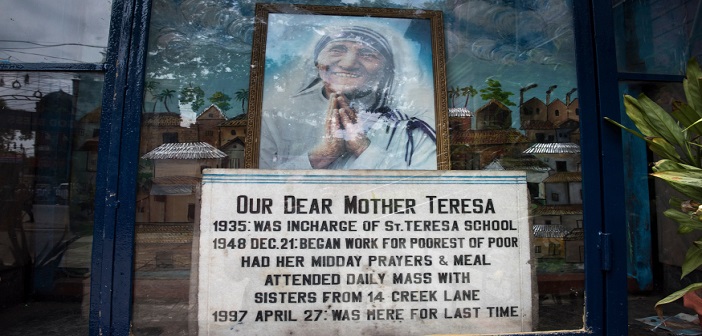 OUR DEAR MOTHER TERESA
1935: WAS INCHARGE OF ST. TERESA SCHOOL
1948 DEC. 21: BEGAN WORK FOR POOREST OF POOR
HAD HER MIDDAY PRAYERS & MEAL
ATTENDED DAILY MASS WITH
SISTERS FROM 14 CREEK LANE
1997 APRIL 27: WAS HERE FOR LAST TIME